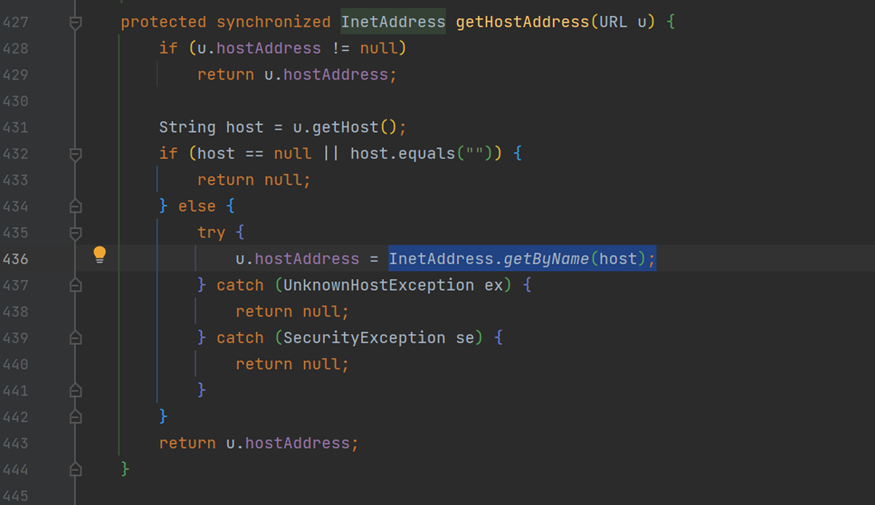 427 protected synchronized InetAddress getHostAddress(URL u) {
428 if (u.hostAddress != null)
429 return u.hostAddress;
430
431 String host = u.getHost();
432 if (host == null || host.equals("")) {
433 return null;
434 } else {
435 try {
436 u.hostAddress = InetAddress.getByName(host);
437 } catch (UnknownHostException ex) {
438 return null;
439 } catch (SecurityException se) {
440 return null;
441 }
442 }
443 return u.hostAddress;
444 }
445